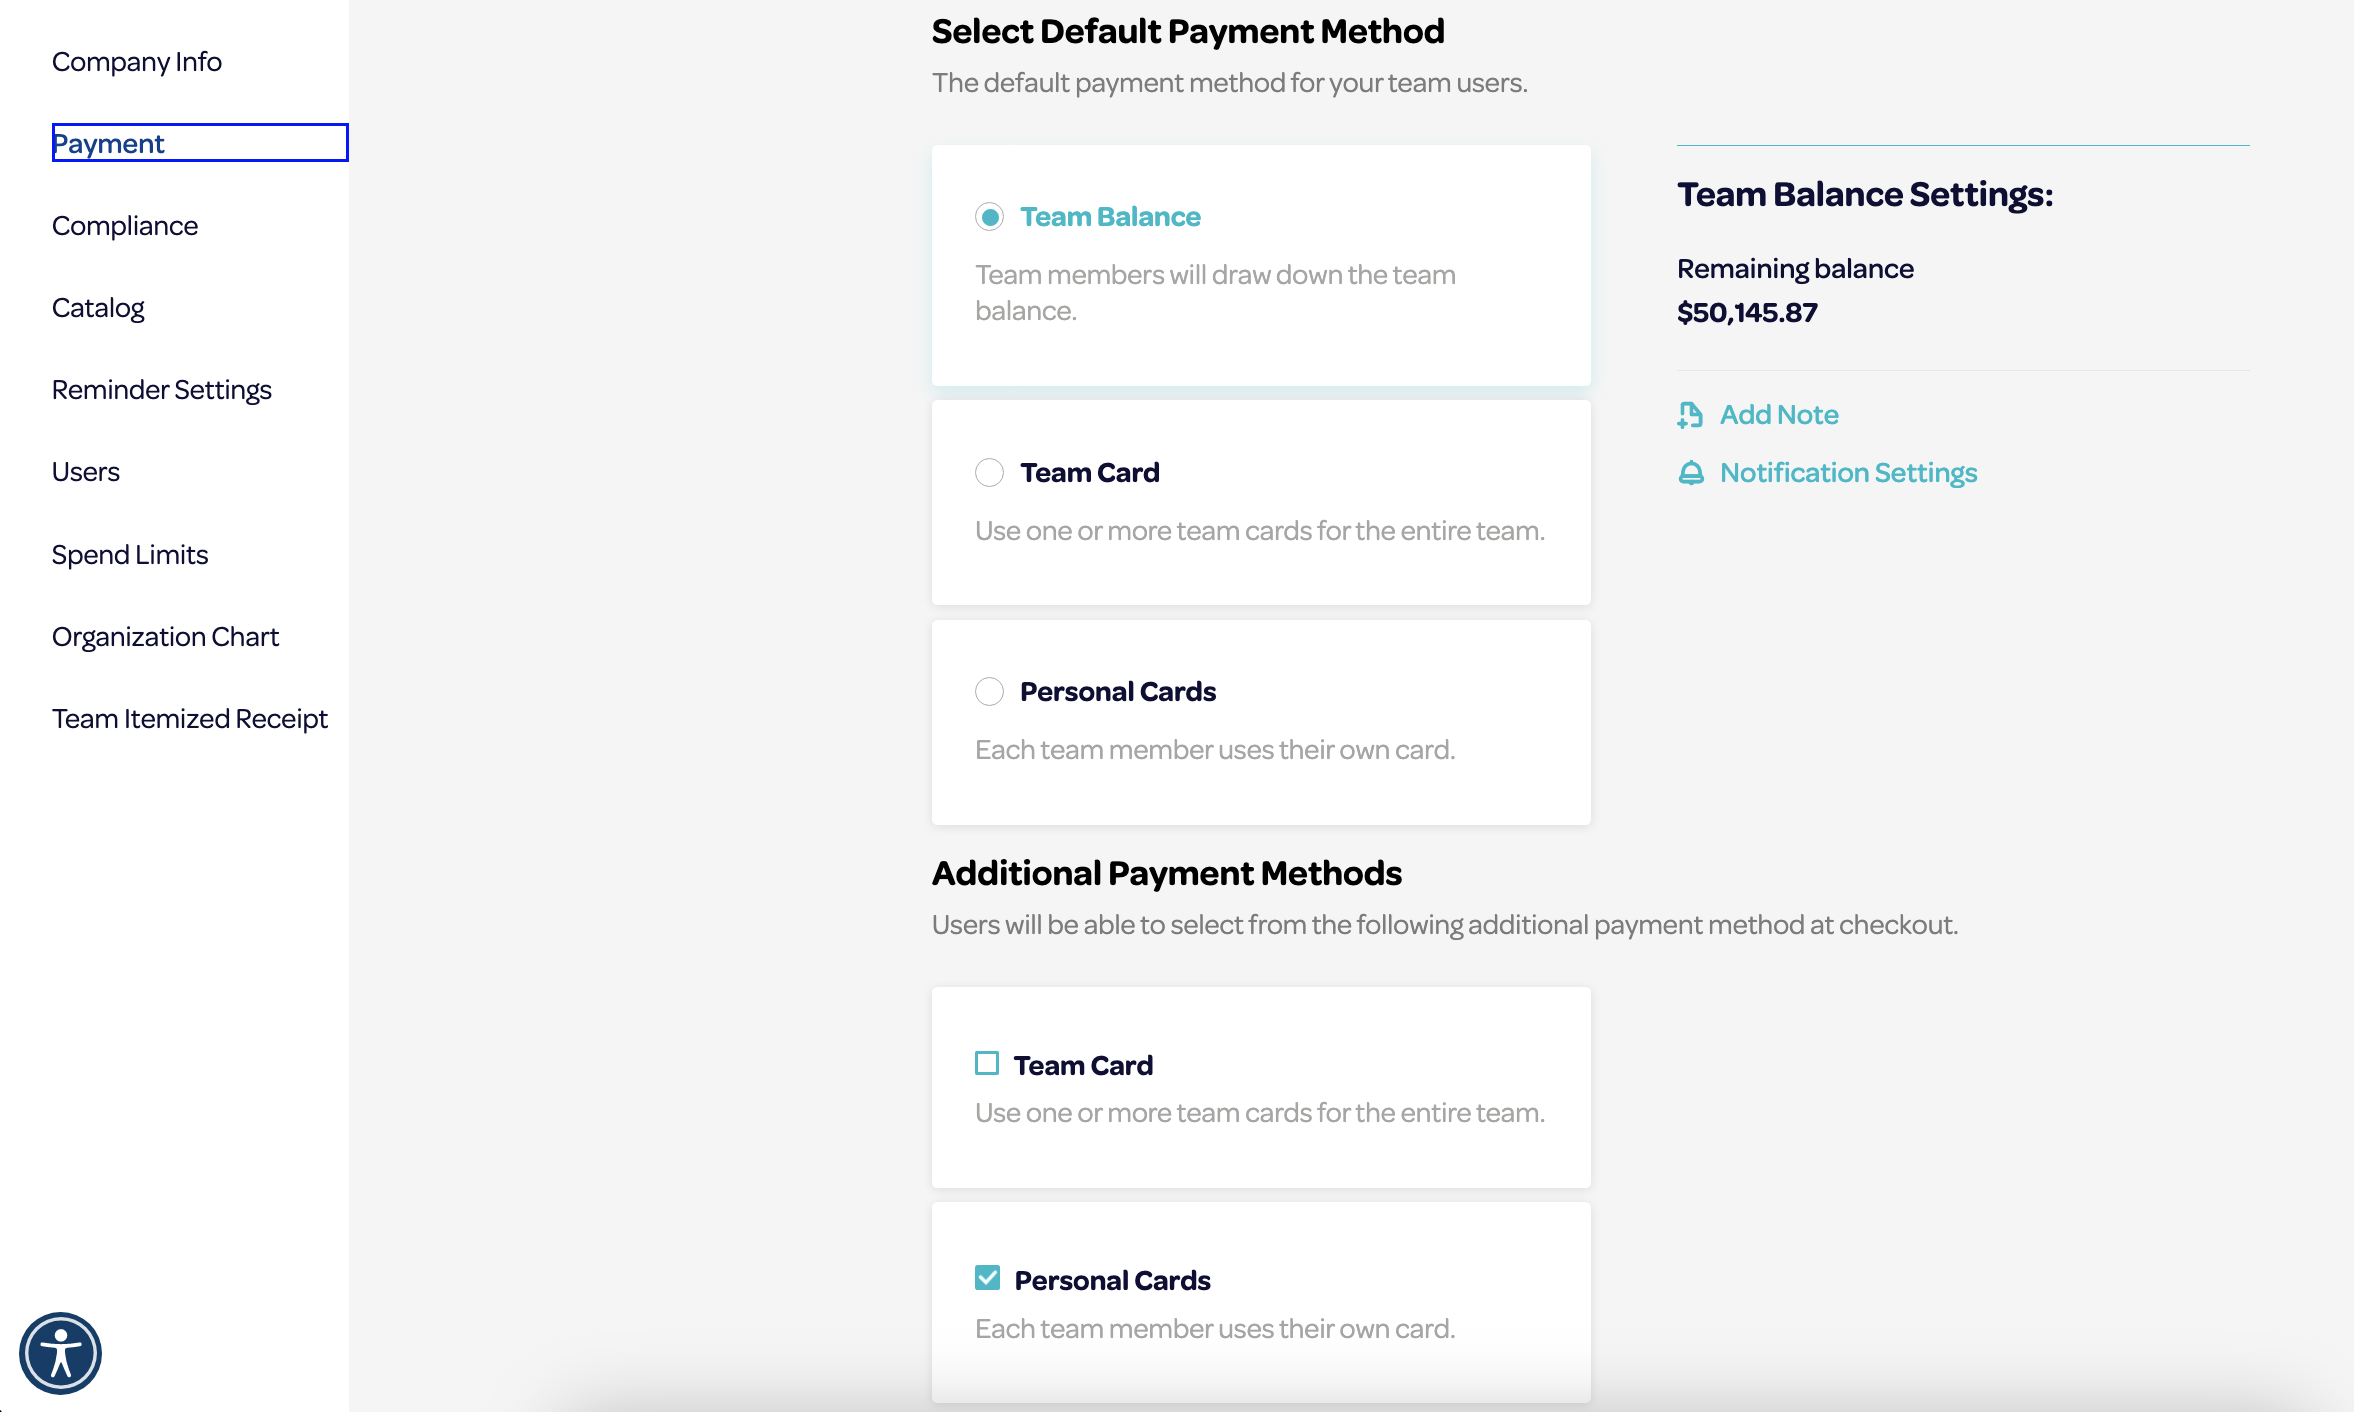 Company Info
Payment
Compliance
Catalog
Reminder Settings
Users
Spend Limits
Organization Chart
Team Itemized Receipt
Select Default Payment Method
The default payment method for your team users.
Team Balance
Team members will draw down the team
balance.
Team Card
Use one or more team cards for the entire team.
Personal Cards
Each team member uses their own card.
Team Balance Settings:
Remaining balance
$50,145.87
Add Note
Notification Settings
Additional Payment Methods
Users will be able to select from the following additional payment method at checkout.
Team Card
Use one or more team cards for the entire team.
Personal Cards
Each team member uses their own card.